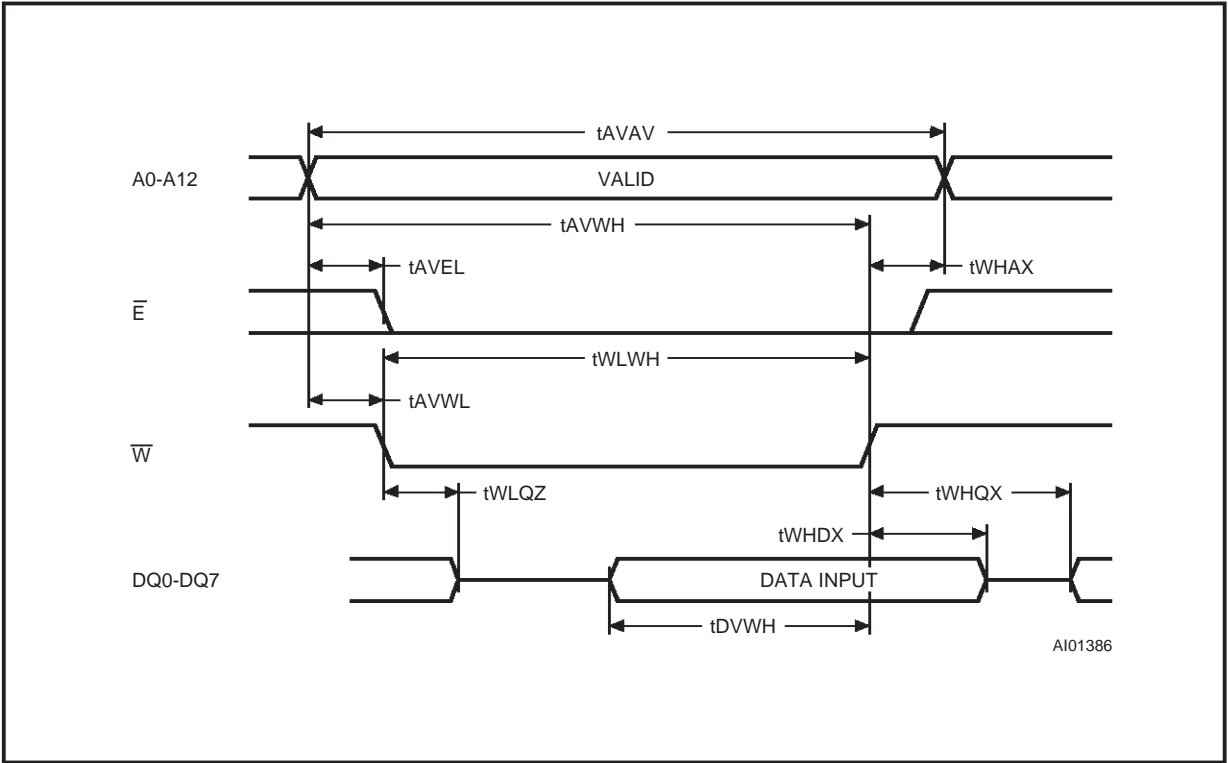 tAVAV
A0-A12
VALID
tAVWH
tAVEL
tWHAX
E̅
tWLWH
tAVWL
W̅
tWLQZ
tWHQX
tWHDX
DQ0-DQ7
DATA INPUT
tDVWH
AI01386